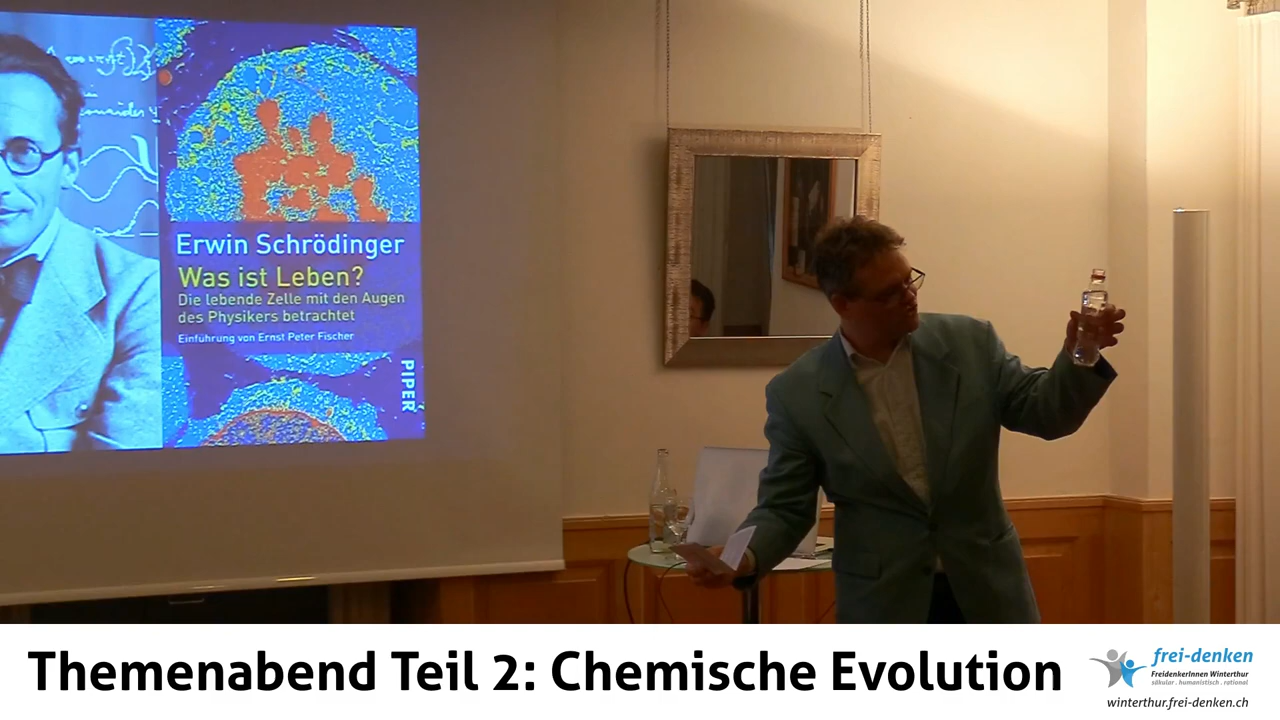 Erwin Schrödinger
Was ist Leben?
Die lebende Zelle mit den Augen
des Physikers betrachtet
Einführung von Ernst Peter Fischer
PIPER
Themenabend Teil 2: Chemische Evolution
frei-denken
FreidenkerInnen Winterthur
säkular . humanistisch . rational
winterthur.frei-denken.ch